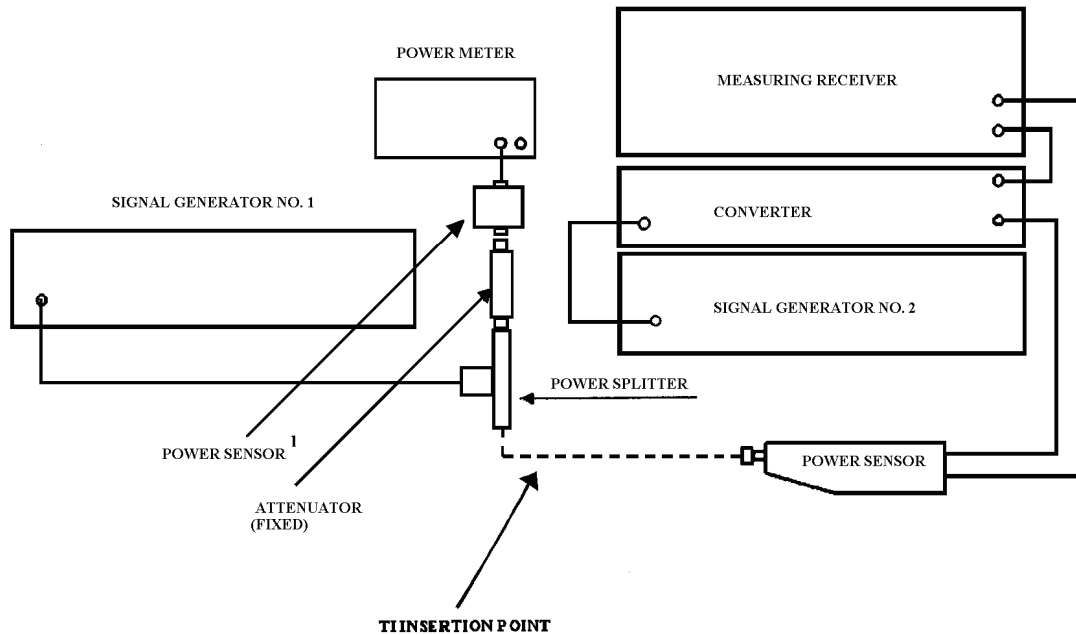 POWER METER
MEASURING RECEIVER
SIGNAL GENERATOR NO. 1
CONVERTER
SIGNAL GENERATOR NO. 2
POWER SPLITTER
POWER SENSOR 1
POWER SENSOR
ATTENUATOR
(FIXED)
TI INSERTION POINT